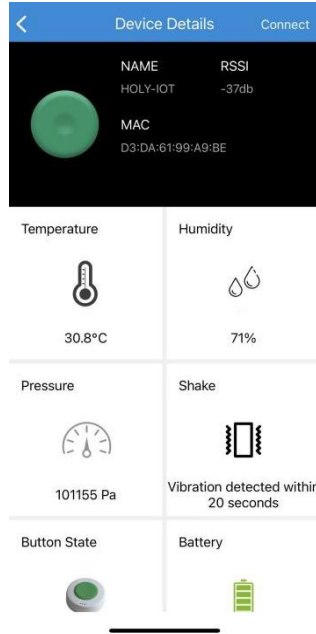 Device Details
Connect
NAME
RSSI
HOLY-IOT
-37db
MAC
D3:DA:61:99:A9:BE
Temperature
Humidity
30.8°C
71%
Pressure
Shake
101155 Pa
Vibration detected within
20 seconds
Button State
Battery